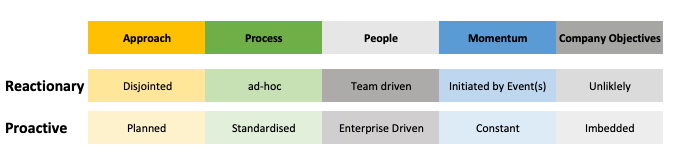 Approach Process People Momentum Company Objectives
Reactionary Disjointed ad-hoc Team driven Initiated by Event(s) Unliklely
Proactive Planned Standardised Enterprise Driven Constant Imbedded